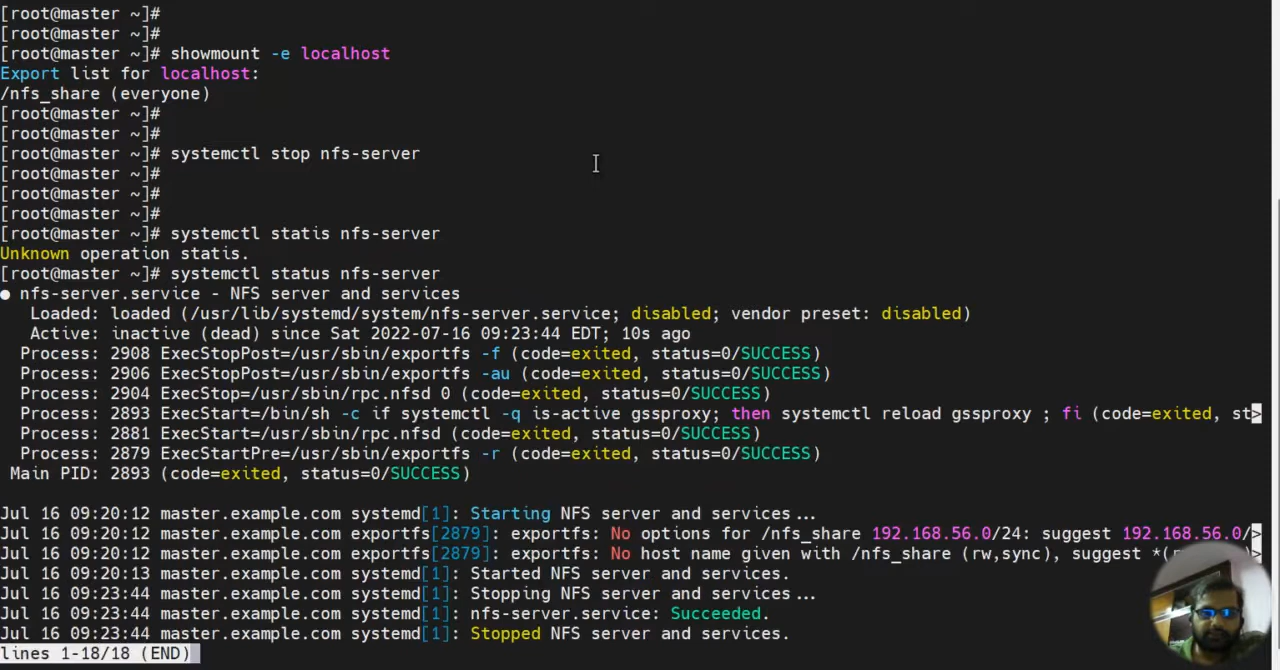 [root@master ~]#
[root@master ~]#
[root@master ~]# showmount -e localhost
Export list for localhost:
/nfs_share (everyone)
[root@master ~]#
[root@master ~]#
[root@master ~]# systemctl stop nfs-server
[root@master ~]#
[root@master ~]#
[root@master ~]#
[root@master ~]# systemctl statis nfs-server
Unknown operation statis.
[root@master ~]# systemctl status nfs-server
● nfs-server.service - NFS server and services
Loaded: loaded (/usr/lib/systemd/system/nfs-server.service; disabled; vendor preset: disabled)
Active: inactive (dead) since Sat 2022-07-16 09:23:44 EDT; 10s ago
Process: 2908 ExecStopPost=/usr/sbin/exportfs -f (code=exited, status=0/SUCCESS)
Process: 2906 ExecStopPost=/usr/sbin/exportfs -au (code=exited, status=0/SUCCESS)
Process: 2904 ExecStop=/usr/sbin/rpc.nfsd 0 (code=exited, status=0/SUCCESS)
Process: 2893 ExecStart=/bin/sh -c if systemctl -q is-active gssproxy; then systemctl reload gssproxy ; fi (code=exited, st>
Process: 2881 ExecStart=/usr/sbin/rpc.nfsd (code=exited, status=0/SUCCESS)
Process: 2879 ExecStartPre=/usr/sbin/exportfs -r (code=exited, status=0/SUCCESS)
Main PID: 2893 (code=exited, status=0/SUCCESS)
Jul 16 09:20:12 master.example.com systemd[1]: Starting NFS server and services...
Jul 16 09:20:12 master.example.com exportfs[2879]: exportfs: No options for /nfs_share 192.168.56.0/24: suggest 192.168.56.0/>
Jul 16 09:20:12 master.example.com exportfs[2879]: exportfs: No host name given with /nfs_share (rw,sync), suggest
Jul 16 09:20:13 master.example.com systemd[1]: Started NFS server and services.
Jul 16 09:23:44 master.example.com systemd[1]: Stopping NFS server and services...
Jul 16 09:23:44 master.example.com systemd[1]: nfs-server.service: Succeeded.
Jul 16 09:23:44 master.example.com systemd[1]: Stopped NFS server and services.
lines 1-18/18 (END)